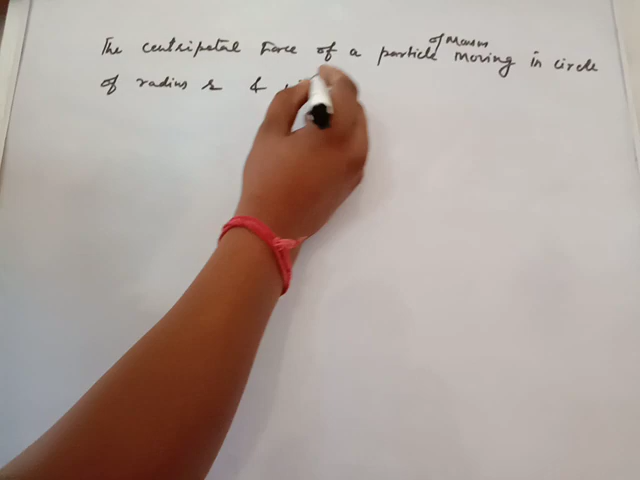 The centripetal Force of a particle of Mass m moving in circle
of radius r &